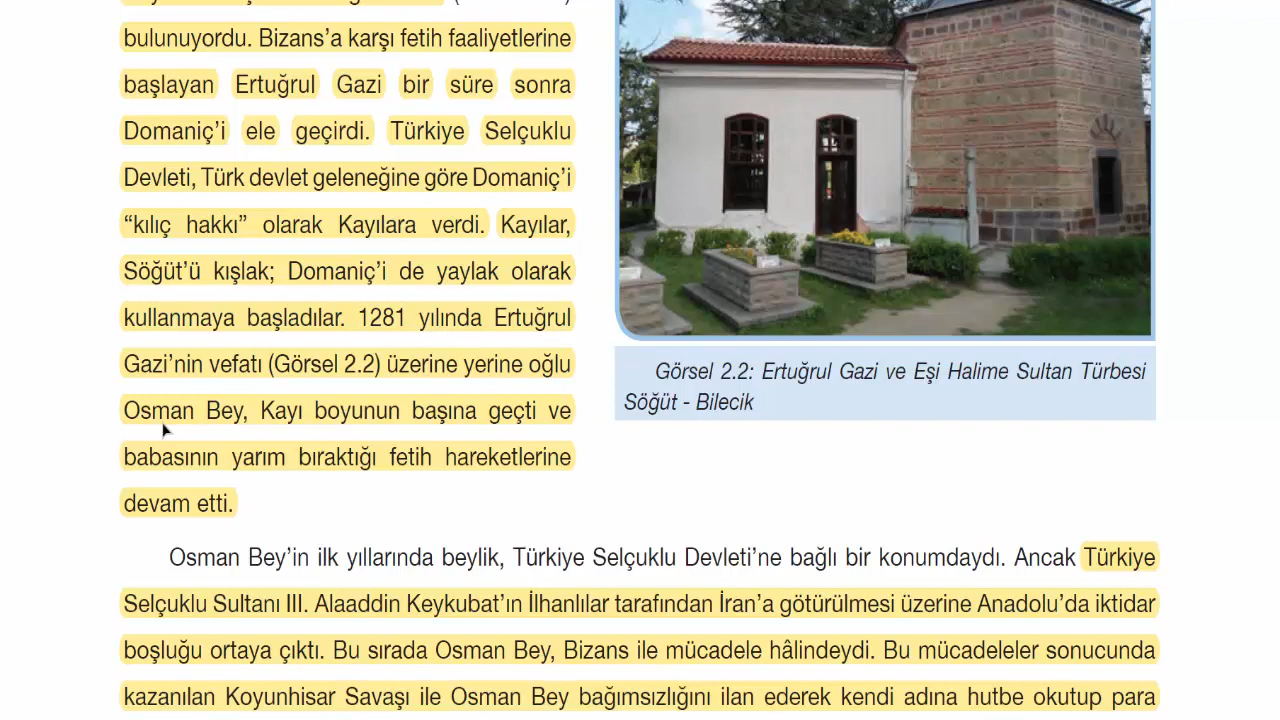 bulunuyordu. Bizans’a karşı fetih faaliyetlerine
başlayan Ertuğrul Gazi bir süre sonra
Domaniç’i ele geçirdi. Türkiye Selçuklu
Devleti, Türk devlet geleneğine göre Domaniç’i
“kılıç hakkı” olarak Kayılara verdi. Kayılar,
Söğüt’ü kışlak; Domaniç’i de yaylak olarak
kullanmaya başladılar. 1281 yılında Ertuğrul
Gazi’nin vefatı (Görsel 2.2) üzerine yerine oğlu
Osman Bey, Kayı boyunun başına geçti ve
babasının yarım bıraktığı fetih hareketlerine
devam etti.
Görsel 2.2: Ertuğrul Gazi ve Eşi Halime Sultan Türbesi
Söğüt - Bilecik
Osman Bey’in ilk yıllarında beylik, Türkiye Selçuklu Devleti’ne bağlı bir konumdaydı. Ancak Türkiye
Selçuklu Sultanı III. Alaaddin Keykubat’ın İlhanlılar tarafından İran’a götürülmesi üzerine Anadolu’da iktidar
boşluğu ortaya çıktı. Bu sırada Osman Bey, Bizans ile mücadele hâlindeydi. Bu mücadeleler sonucunda
kazanılan Koyunhisar Savaşı ile Osman Bey bağımsızlığını ilan ederek kendi adına hutbe okutup para